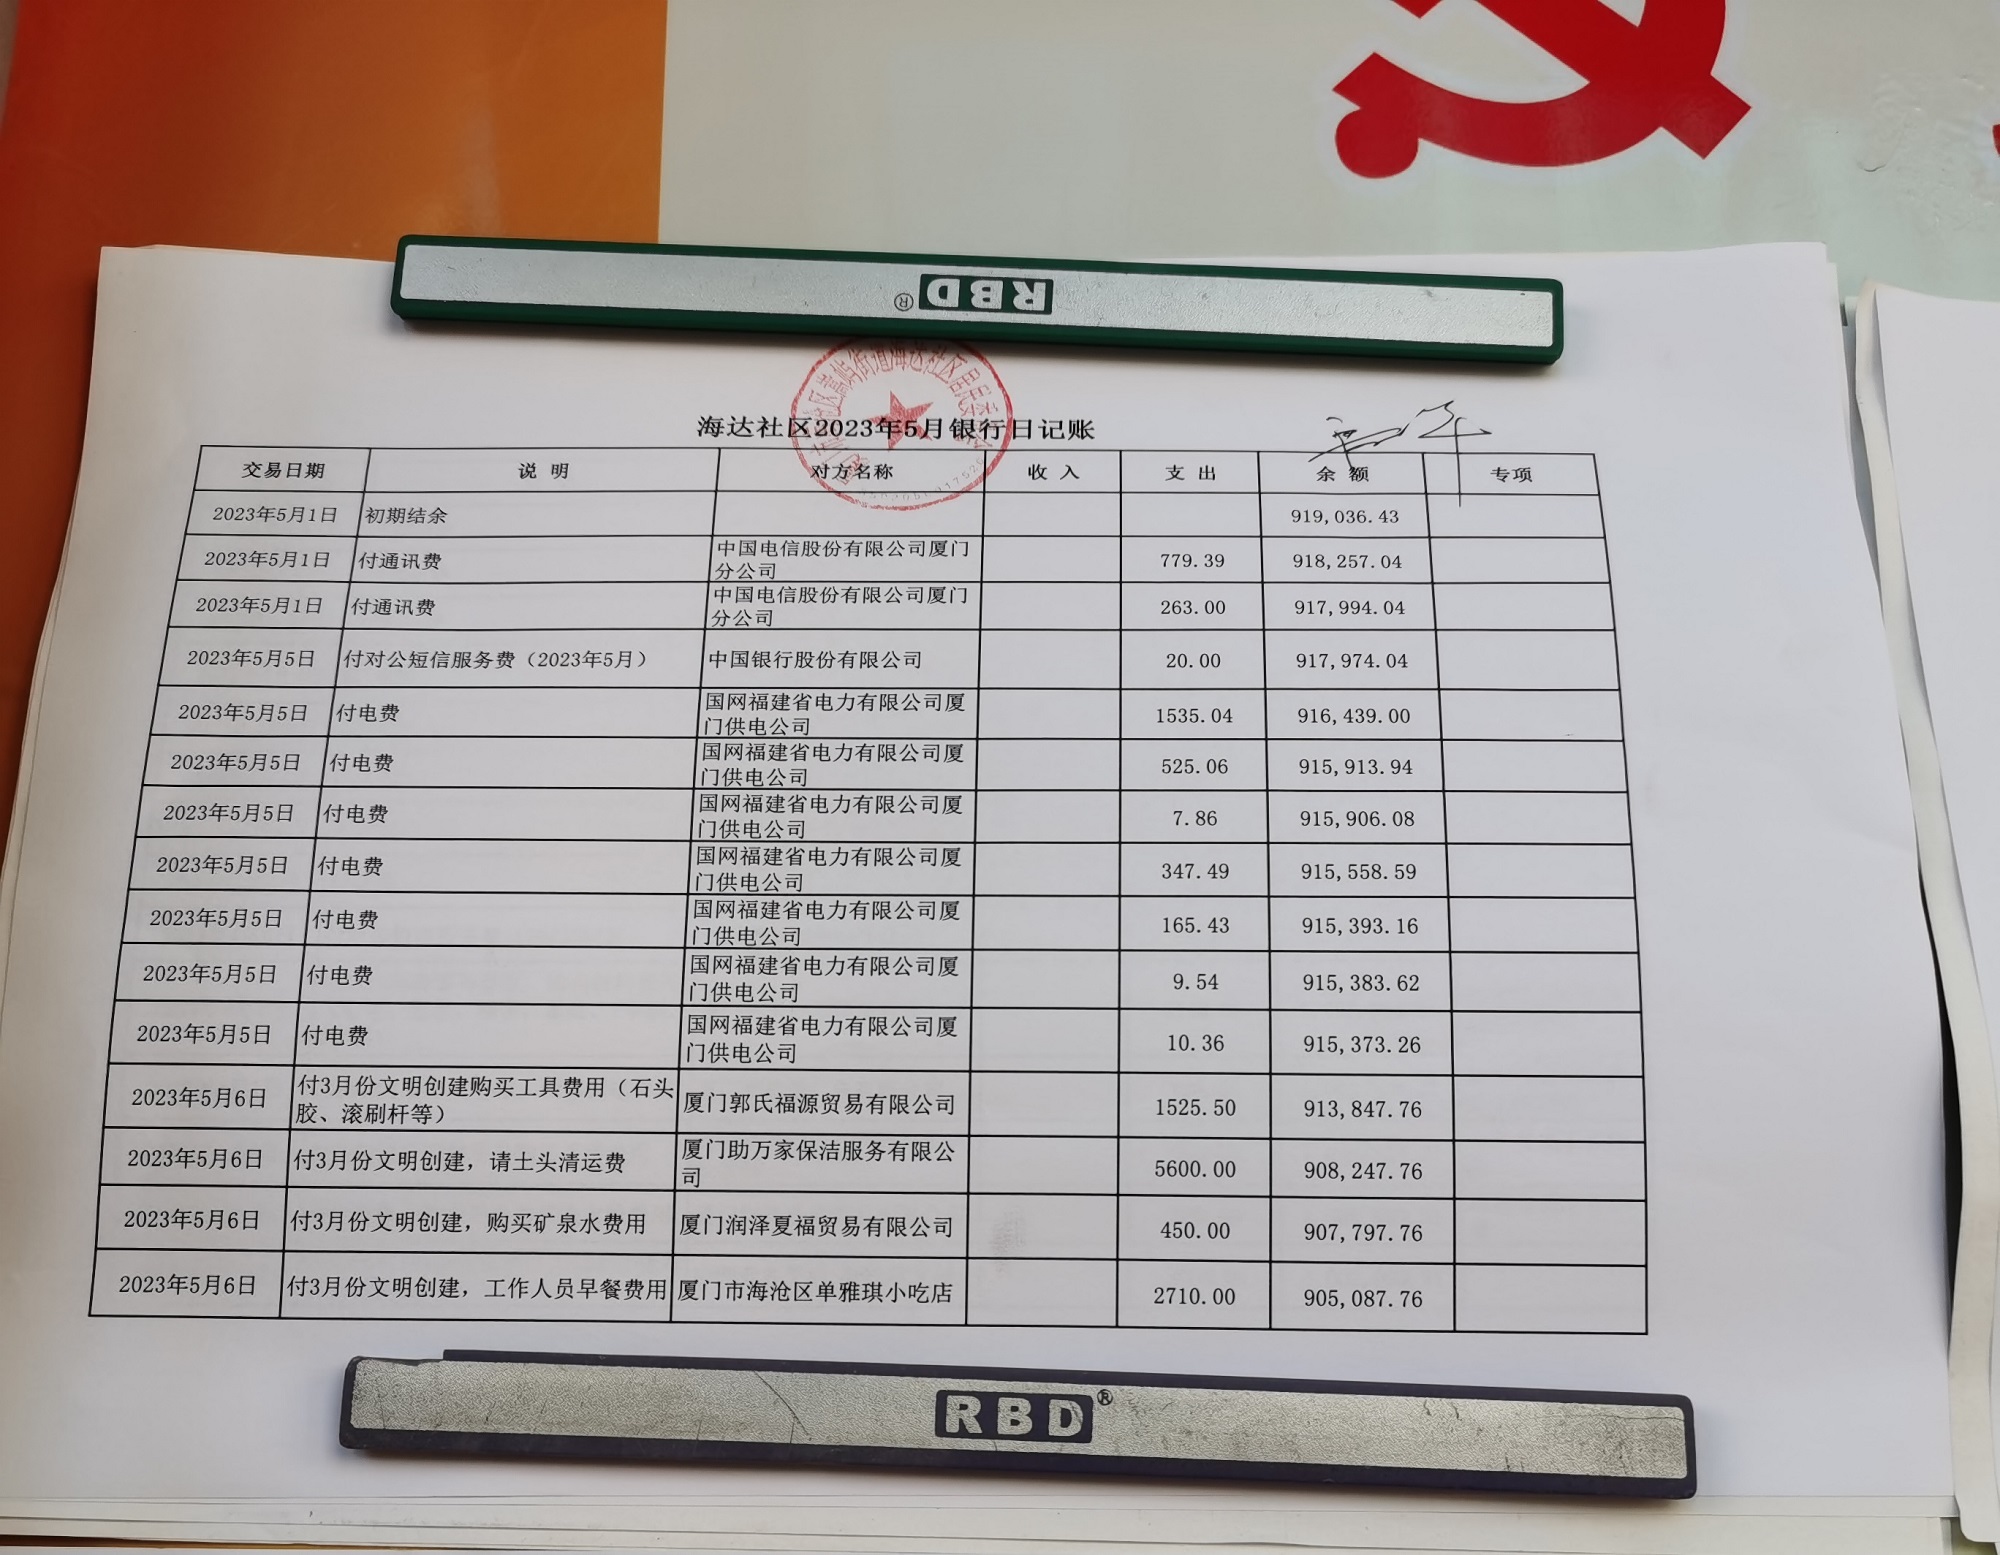 RBD®
海达社区2023年5月银行日记账
交易日期 说 明 对方名称 收 入 支 出 余 额 专项
2023年5月1日 初期结余 919,036.43
2023年5月1日 付通讯费 中国电信股份有限公司厦门分公司 779.39 918,257.04
2023年5月1日 付通讯费 中国电信股份有限公司厦门分公司 263.00 917,994.04
2023年5月5日 付对公短信服务费（2023年5月） 中国银行股份有限公司 20.00 917,974.04
2023年5月5日 付电费 国网福建省电力有限公司厦门供电公司 1535.04 916,439.00
2023年5月5日 付电费 国网福建省电力有限公司厦门供电公司 525.06 915,913.94
2023年5月5日 付电费 国网福建省电力有限公司厦门供电公司 7.86 915,906.08
2023年5月5日 付电费 国网福建省电力有限公司厦门供电公司 347.49 915,558.59
2023年5月5日 付电费 国网福建省电力有限公司厦门供电公司 165.43 915,393.16
2023年5月5日 付电费 国网福建省电力有限公司厦门供电公司 9.54 915,383.62
2023年5月5日 付电费 国网福建省电力有限公司厦门供电公司 10.36 915,373.26
2023年5月6日 付3月份文明创建购买工具费用（石头胶、滚刷杆等） 厦门郭氏福源贸易有限公司 1525.50 913,847.76
2023年5月6日 付3月份文明创建，请土头清运费 厦门助万家保洁服务有限公司 5600.00 908,247.76
2023年5月6日 付3月份文明创建，购买矿泉水费用 厦门润泽夏福贸易有限公司 450.00 907,797.76
2023年5月6日 付3月份文明创建，工作人员早餐费用 厦门市海沧区单雅琪小吃店 2710.00 905,087.76
RBD®